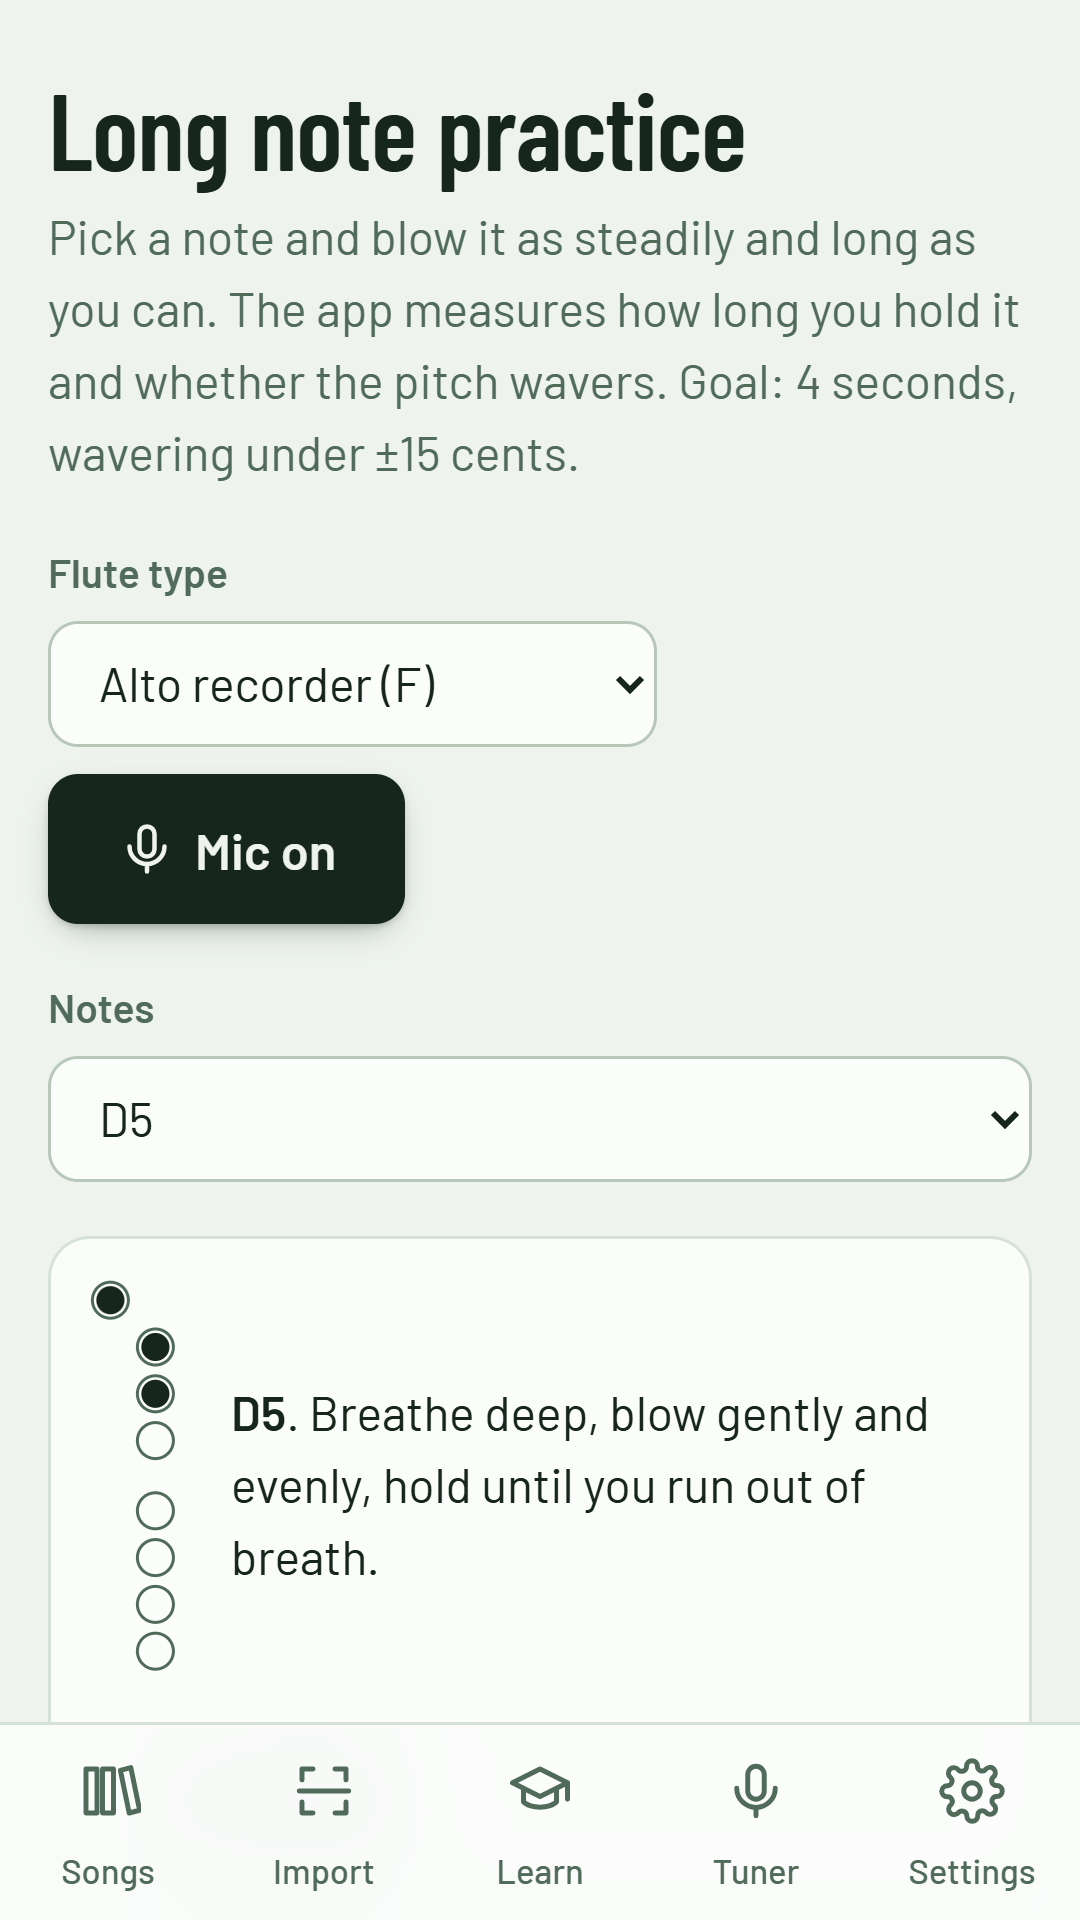 Long note practice
Pick a note and blow it as steadily and long as
you can. The app measures how long you hold it
and whether the pitch wavers. Goal: 4 seconds,
wavering under ±15 cents.
Flute type
Alto recorder (F)
Mic on
Notes
D5
D5. Breathe deep, blow gently and
evenly, hold until you run out of
breath.
Songs
Import
Learn
Tuner
Settings